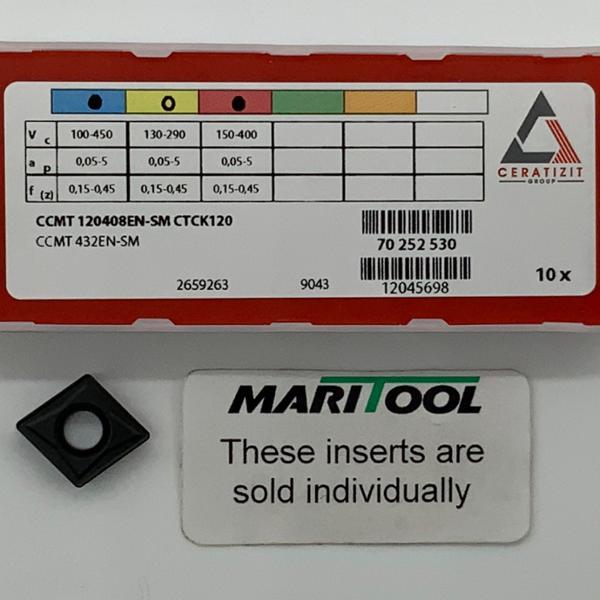 V c 100-450 130-290 150-400
a p 0,05-5 0,05-5 0,05-5
f (z) 0,15-0,45 0,15-0,45 0,15-0,45
CERATIZIT
GROUP
CCMT 120408EN-SM CTCK120
CCMT 432EN-SM
70 252 530
2659263 9043 12045698
10 x
MARITOOL
These inserts are
sold individually